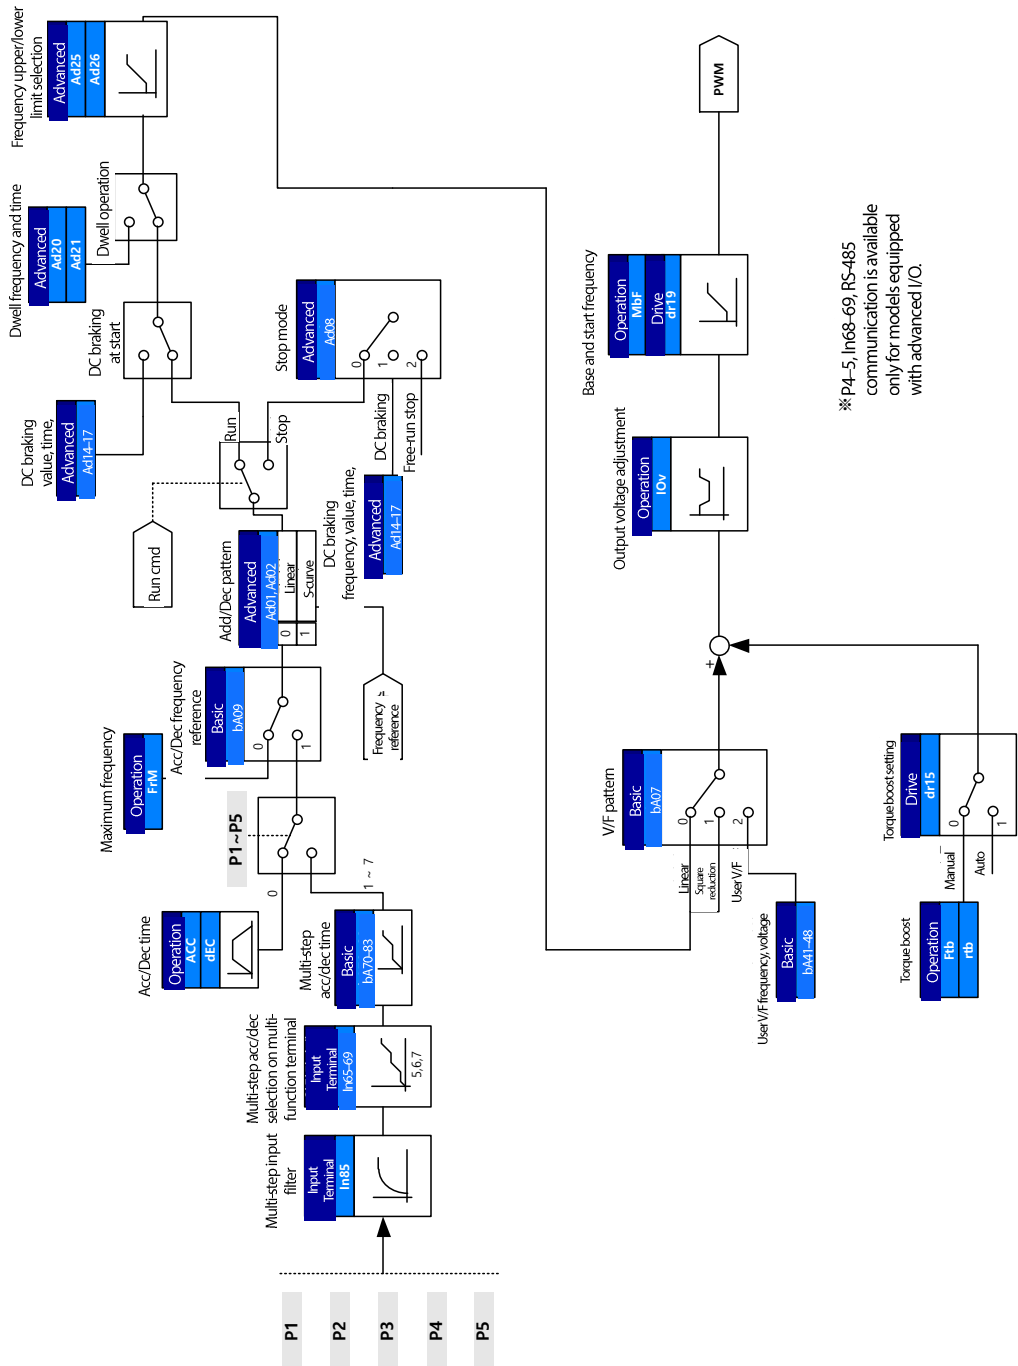 P1
P2
P3
P4
P5
Multi-step input
filter
Input
Terminal
In85
Multi-step acc/dec
selection on multi-
function terminal
Input
Terminal
In65-69
5,6,7
Acc/Dec time
Operation
ACC
dEC
Multi-step
acc/dec time
Basic
bA70-83
0
1 ~ 7
P1~P5
Maximum frequency
Operation
FrM
Acc/Dec frequency
reference
Basic
bA09
0
1
Frequency
reference
Add/Dec pattern
Advanced
Ad01, Ad02
0
Linear
1
S-curve
Run cmd
Run
Stop
DC braking
frequency, value, time,
Advanced
Ad14–17
DC braking
Free-run stop
Stop mode
Advanced
Ad08
0
1
2
DC braking
value, time,
Advanced
Ad14–17
DC braking
at start
Dwell frequency and time
Advanced
Ad20
Ad21
Dwell operation
Frequency upper/lower
limit selection
Advanced
Ad25
Ad26
User V/F frequency, voltage
Basic
bA41–48
V/F pattern
Basic
bA07
0
1
2
Linear
Square
reduction
User V/F
+
Torque boost
Operation
Ftb
rtb
Manual
Auto
Torque boost setting
Drive
dr15
0
1
Output voltage adjustment
Operation
IOv
Base and start frequency
Operation
MbF
Drive
dr19
PWM
※ P4–5, In68–69, RS-485
communication is available
only for models equipped
with advanced I/O.